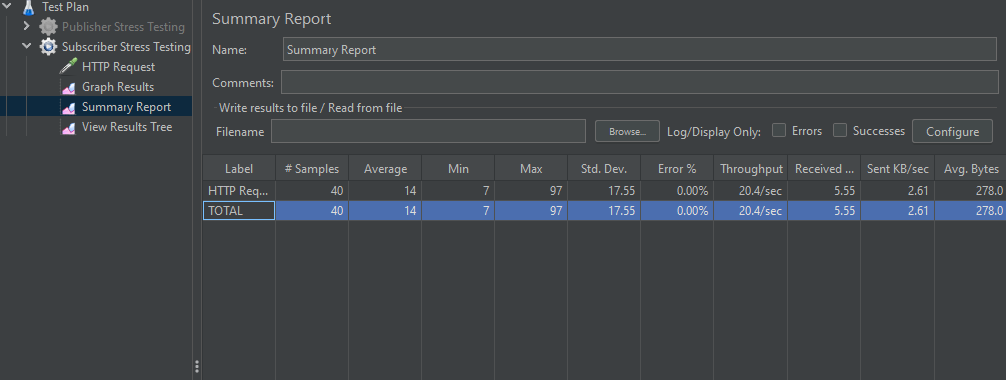 Test Plan
Publisher Stress Testing
Subscriber Stress Testing
HTTP Request
Graph Results
Summary Report
View Results Tree
Summary Report
Name: Summary Report
Comments:
Write results to file / Read from file
Filename Browse... Log/Display Only: Errors Successes Configure
Label # Samples Average Min Max Std. Dev. Error % Throughput Received ... Sent KB/sec Avg. Bytes
HTTP Req... 40 14 7 97 17.55 0.00% 20.4/sec 5.55 2.61 278.0
TOTAL 40 14 7 97 17.55 0.00% 20.4/sec 5.55 2.61 278.0